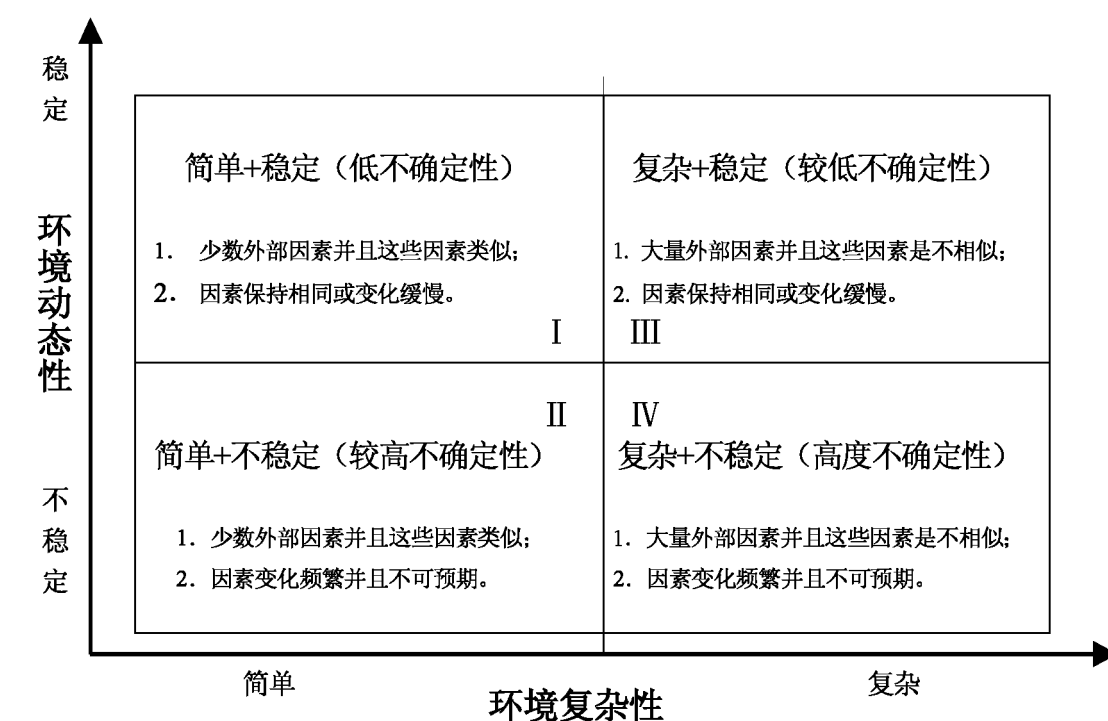 稳定
环境动态性
不稳定
简单+稳定（低不确定性）
1. 少数外部因素并且这些因素类似；
2. 因素保持相同或变化缓慢。
Ⅰ
复杂+稳定（较低不确定性）
1. 大量外部因素并且这些因素是不相似；
2. 因素保持相同或变化缓慢。
Ⅲ
Ⅱ
简单+不稳定（较高不确定性）
1. 少数外部因素并且这些因素类似；
2. 因素变化频繁并且不可预期。
Ⅳ
复杂+不稳定（高度不确定性）
1. 大量外部因素并且这些因素是不相似；
2. 因素变化频繁并且不可预期。
简单
环境复杂性
复杂